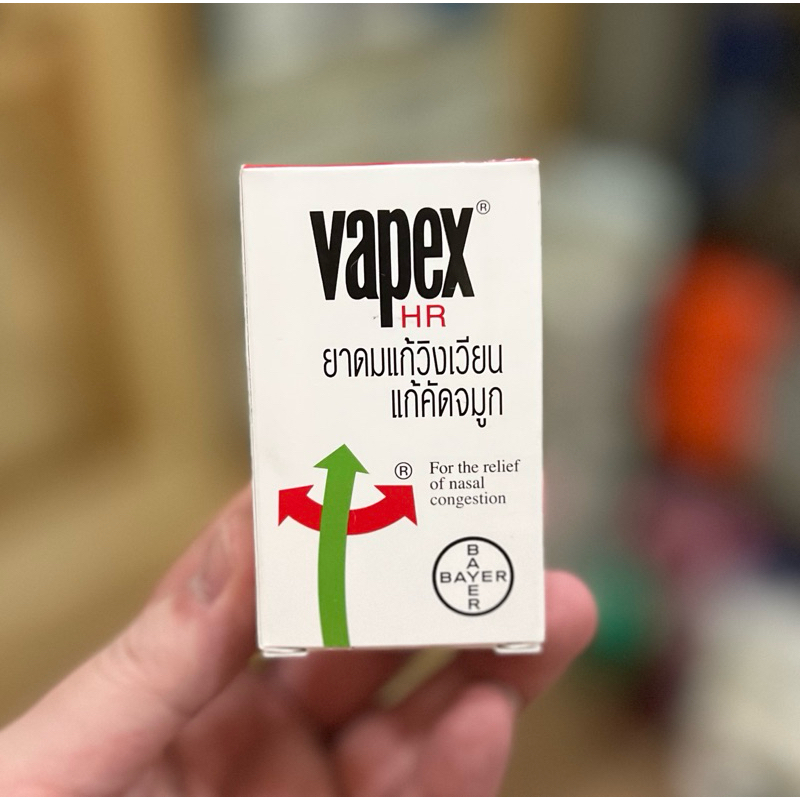 vapex®
HR
ยาดมแก้วิงเวียน
แก้คัดจมูก
®
For the relief
of nasal
congestion
BAYER
BAYER